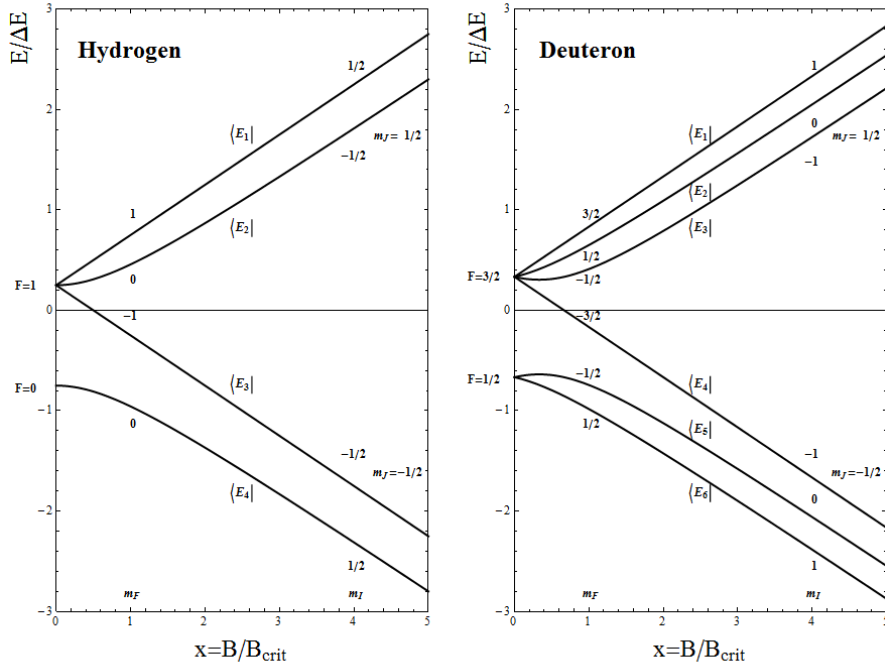 E/ΔE
Hydrogen
3
2
1
0
−1
−2
−3
1/2
⟨E₁|
m_J= 1/2
−1/2
1
⟨E₂|
0
F=1
−1
F=0
⟨E₃|
0
−1/2
m_J=−1/2
⟨E₄|
1/2
m_F
m_I
0
1
2
3
4
5
x=B/B_crit
E/ΔE
Deuteron
3
2
1
0
−1
−2
−3
1
⟨E₁|
0
m_J= 1/2
−1
⟨E₂|
3/2
⟨E₃|
1/2
F=3/2
−1/2
−3/2
−1/2
F=1/2
⟨E₄|
1/2
⟨E₅|
−1
m_J=−1/2
⟨E₆|
0
1
m_F
m_I
0
1
2
3
4
x=B/B_crit